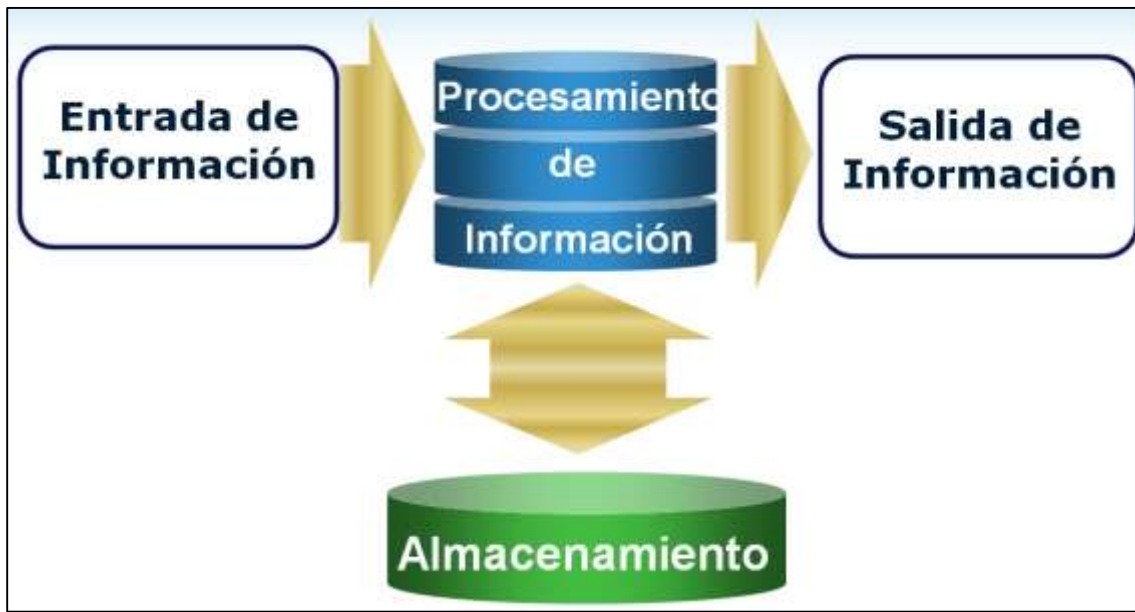 Entrada de
Información
Procesamiento
de
Información
Salida de
Información
Almacenamiento